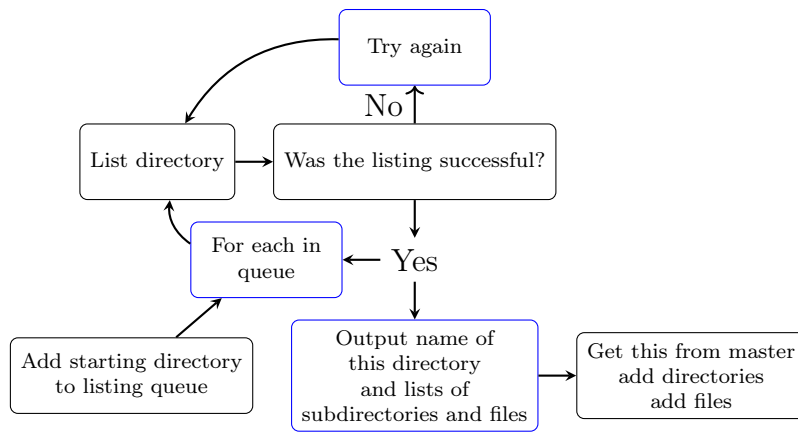 Try again
No
List directory
Was the listing successful?
For each in
queue
Yes
Add starting directory
to listing queue
Output name of
this directory
and lists of
subdirectories and files
Get this from master
add directories
add files